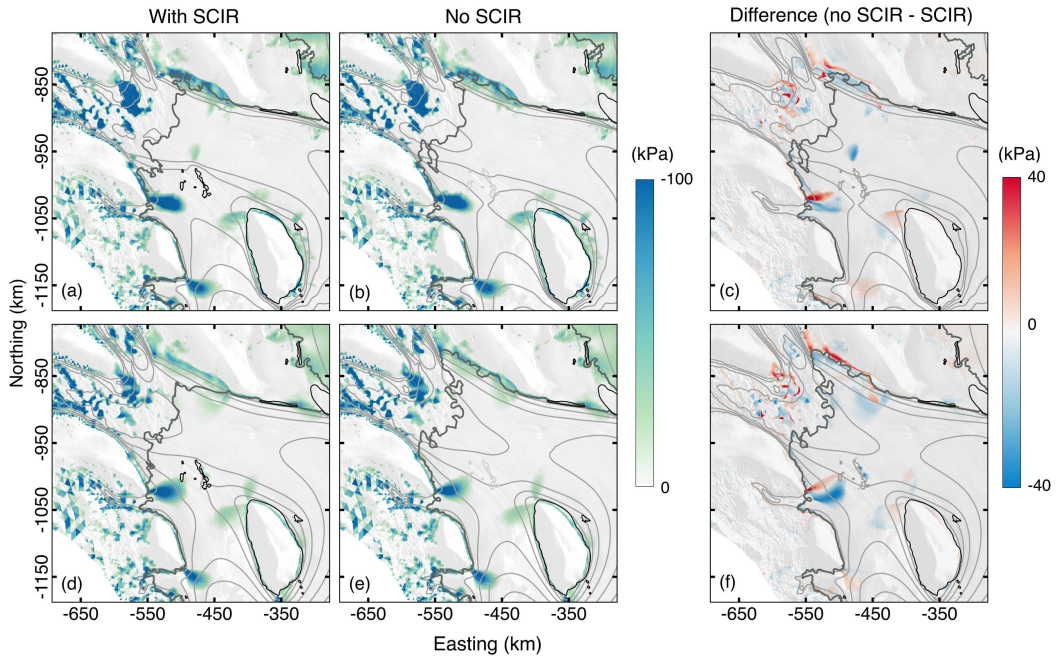 With SCIR
No SCIR
Difference (no SCIR - SCIR)
Northing (km)
-850
-950
-1050
-1150
(a)
(b)
(c)
(kPa)
-100
0
(kPa)
40
0
-40
-850
-950
-1050
-1150
(d)
(e)
(f)
-650
-550
-450
-350
-650
-550
-450
-350
-650
-550
-450
-350
Easting (km)